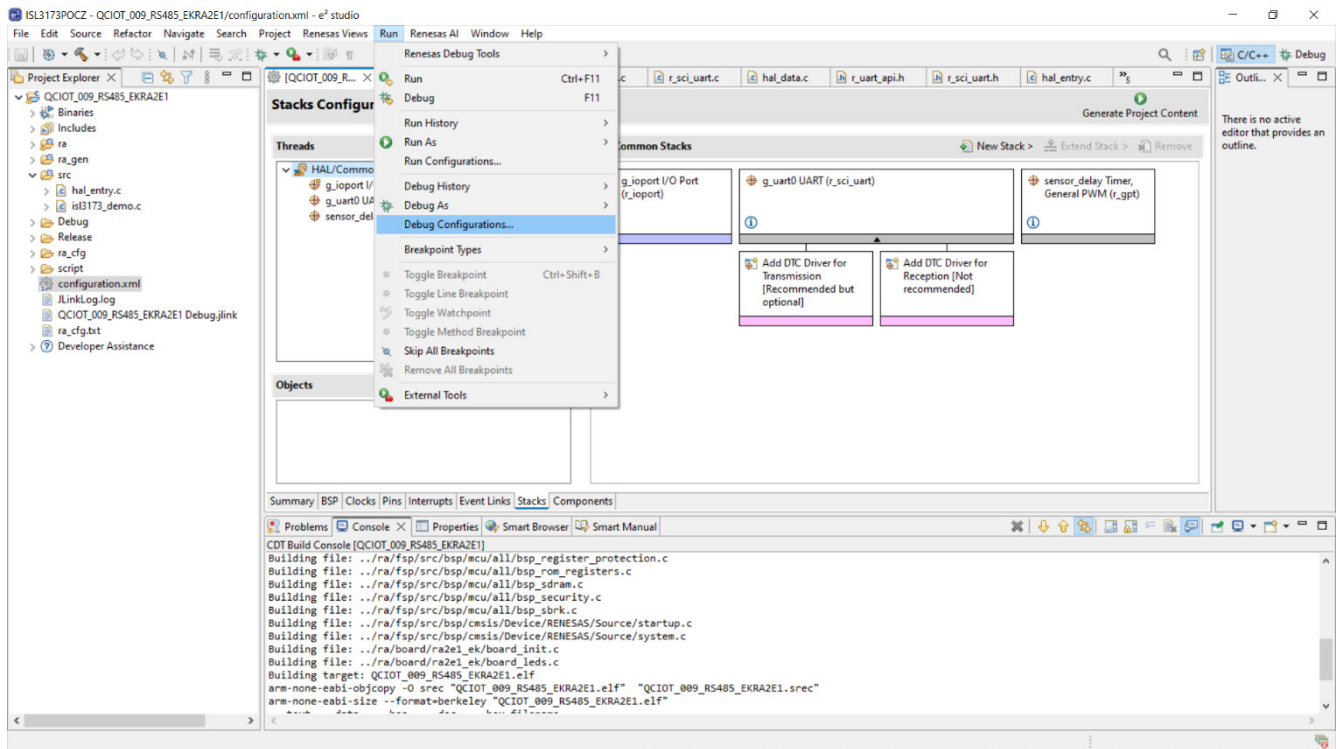 ISL3173POCZ - QCIOT_009_RS485_EKRA2E1/configuration.xml - e² studio
File Edit Source Refactor Navigate Search Project Renesas Views Run Renesas AI Window Help
C/C++ Debug
Project Explorer
QCIOT_009_RS485_EKRA2E1
Binaries
Includes
ra
ra_gen
src
hal_entry.c
isl3173_demo.c
Debug
Release
ra_cfg
script
configuration.xml
JLinkLog.log
QCIOT_009_RS485_EKRA2E1 Debug.jlink
ra_cfg.txt
Developer Assistance
[QCIOT_009_R...
.c
r_sci_uart.c
hal_data.c
r_uart_api.h
r_sci_uart.h
hal_entry.c
»5
Stacks Configur
Generate Project Content
Threads
HAL/Commo
g_ioport I/
g_uart0 UA
sensor_del
Objects
Renesas Debug Tools
Run Ctrl+F11
Debug F11
Run History
Run As
Run Configurations...
Debug History
Debug As
Debug Configurations...
Breakpoint Types
Toggle Breakpoint Ctrl+Shift+B
Toggle Line Breakpoint
Toggle Watchpoint
Toggle Method Breakpoint
Skip All Breakpoints
Remove All Breakpoints
External Tools
ommon Stacks
New Stack > Extend Stack > Remove
g_ioport I/O Port
(r_ioport)
g_uart0 UART (r_sci_uart)
sensor_delay Timer,
General PWM (r_gpt)
Add DTC Driver for
Transmission
[Recommended but
optional]
Add DTC Driver for
Reception [Not
recommended]
Summary BSP Clocks Pins Interrupts Event Links Stacks Components
Outli...
There is no active
editor that provides an
outline.
Problems Console Properties Smart Browser Smart Manual
CDT Build Console [QCIOT_009_RS485_EKRA2E1]
Building file: ../ra/fsp/src/bsp/mcu/all/bsp_register_protection.c
Building file: ../ra/fsp/src/bsp/mcu/all/bsp_rom_registers.c
Building file: ../ra/fsp/src/bsp/mcu/all/bsp_sdram.c
Building file: ../ra/fsp/src/bsp/mcu/all/bsp_security.c
Building file: ../ra/fsp/src/bsp/mcu/all/bsp_sbrk.c
Building file: ../ra/fsp/src/bsp/cmsis/Device/RENESAS/Source/startup.c
Building file: ../ra/fsp/src/bsp/cmsis/Device/RENESAS/Source/system.c
Building file: ../ra/board/ra2e1_ek/board_init.c
Building file: ../ra/board/ra2e1_ek/board_leds.c
Building target: QCIOT_009_RS485_EKRA2E1.elf
arm-none-eabi-objcopy -O srec "QCIOT_009_RS485_EKRA2E1.elf" "QCIOT_009_RS485_EKRA2E1.srec"
arm-none-eabi-size --format=berkeley "QCIOT_009_RS485_EKRA2E1.elf"